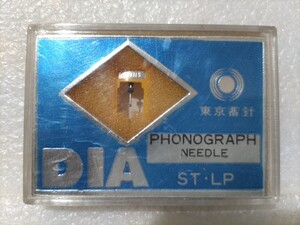 東京蓄針
PHONOGRAPH
NEEDLE
DIA
ST・LP